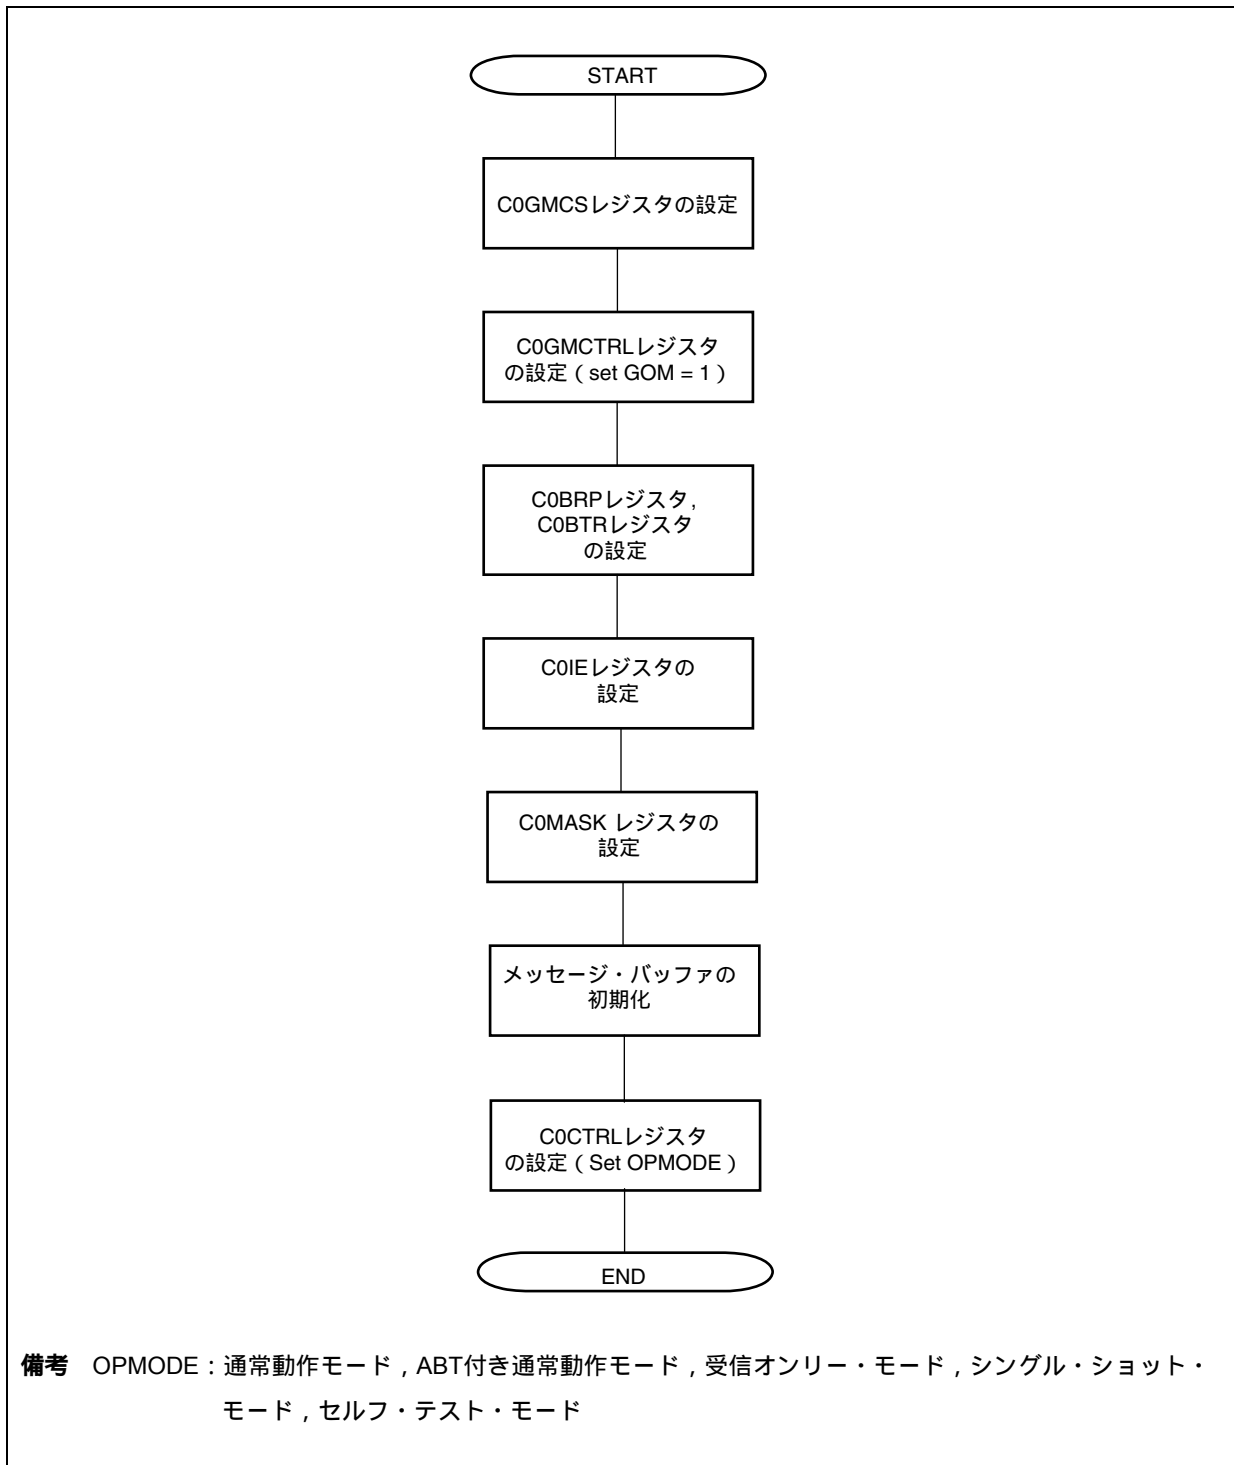 START
C0GMCSレジスタの設定
C0GMCTRLレジスタ
の設定（set GOM = 1）
C0BRPレジスタ,
C0BTRレジスタ
の設定
C0IEレジスタの
設定
C0MASK レジスタの
設定
メッセージ・バッファの
初期化
C0CTRLレジスタ
の設定（Set OPMODE）
END
備考 OPMODE：通常動作モード，ABT付き通常動作モード，受信オンリー・モード，シングル・ショット・
モード，セルフ・テスト・モード